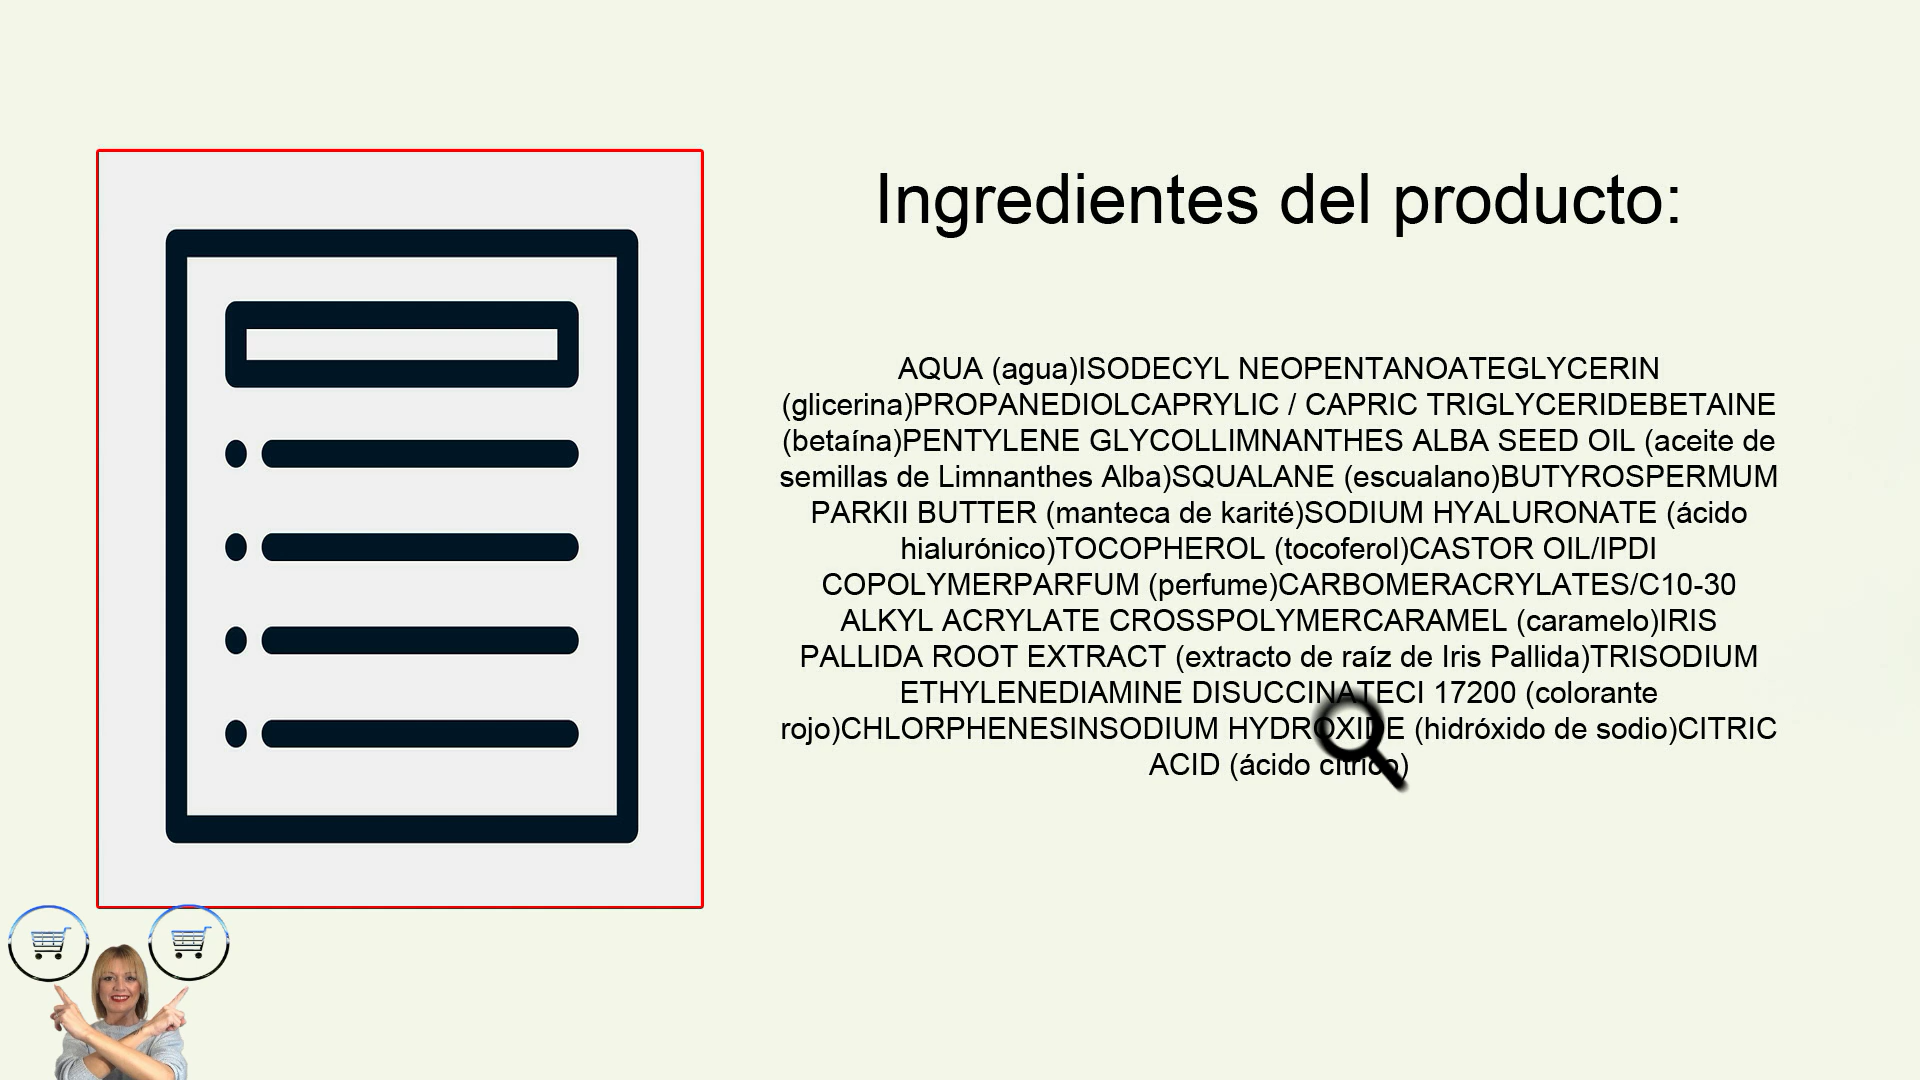 Ingredientes del producto:
AQUA (agua)ISODECYL NEOPENTANOATEGLYCERIN
(glicerina)PROPANEDIOLCAPRYLIC / CAPRIC TRIGLYCERIDEBETAINE
(betaína)PENTYLENE GLYCOLLIMNANTHES ALBA SEED OIL (aceite de
semillas de Limnanthes Alba)SQUALANE (escualano)BUTYROSPERMUM
PARKII BUTTER (manteca de karité)SODIUM HYALURONATE (ácido
hialurónico)TOCOPHEROL (tocoferol)CASTOR OIL/IPDI
COPOLYMERPARFUM (perfume)CARBOMERACRYLATES/C10-30
ALKYL ACRYLATE CROSSPOLYMERCARAMEL (caramelo)IRIS
PALLIDA ROOT EXTRACT (extracto de raíz de Iris Pallida)TRISODIUM
ETHYLENEDIAMINE DISUCCINATECI 17200 (colorante
rojo)CHLORPHENESINSODIUM HYDROXIDE (hidróxido de sodio)CITRIC
ACID (ácido cítrico)